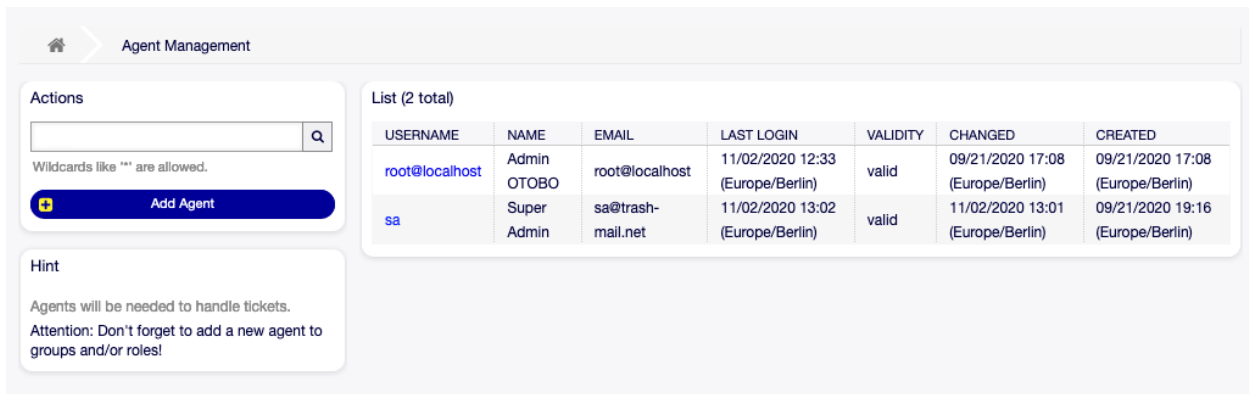 Agent Management
Actions
Wildcards like '*' are allowed.
Add Agent
Hint
Agents will be needed to handle tickets.
Attention: Don't forget to add a new agent to
groups and/or roles!
List (2 total)
USERNAME NAME EMAIL LAST LOGIN VALIDITY CHANGED CREATED
root@localhost Admin OTOBO root@localhost 11/02/2020 12:33 (Europe/Berlin) valid 09/21/2020 17:08 (Europe/Berlin) 09/21/2020 17:08 (Europe/Berlin)
sa Super Admin sa@trash-mail.net 11/02/2020 13:02 (Europe/Berlin) valid 11/02/2020 13:01 (Europe/Berlin) 09/21/2020 19:16 (Europe/Berlin)